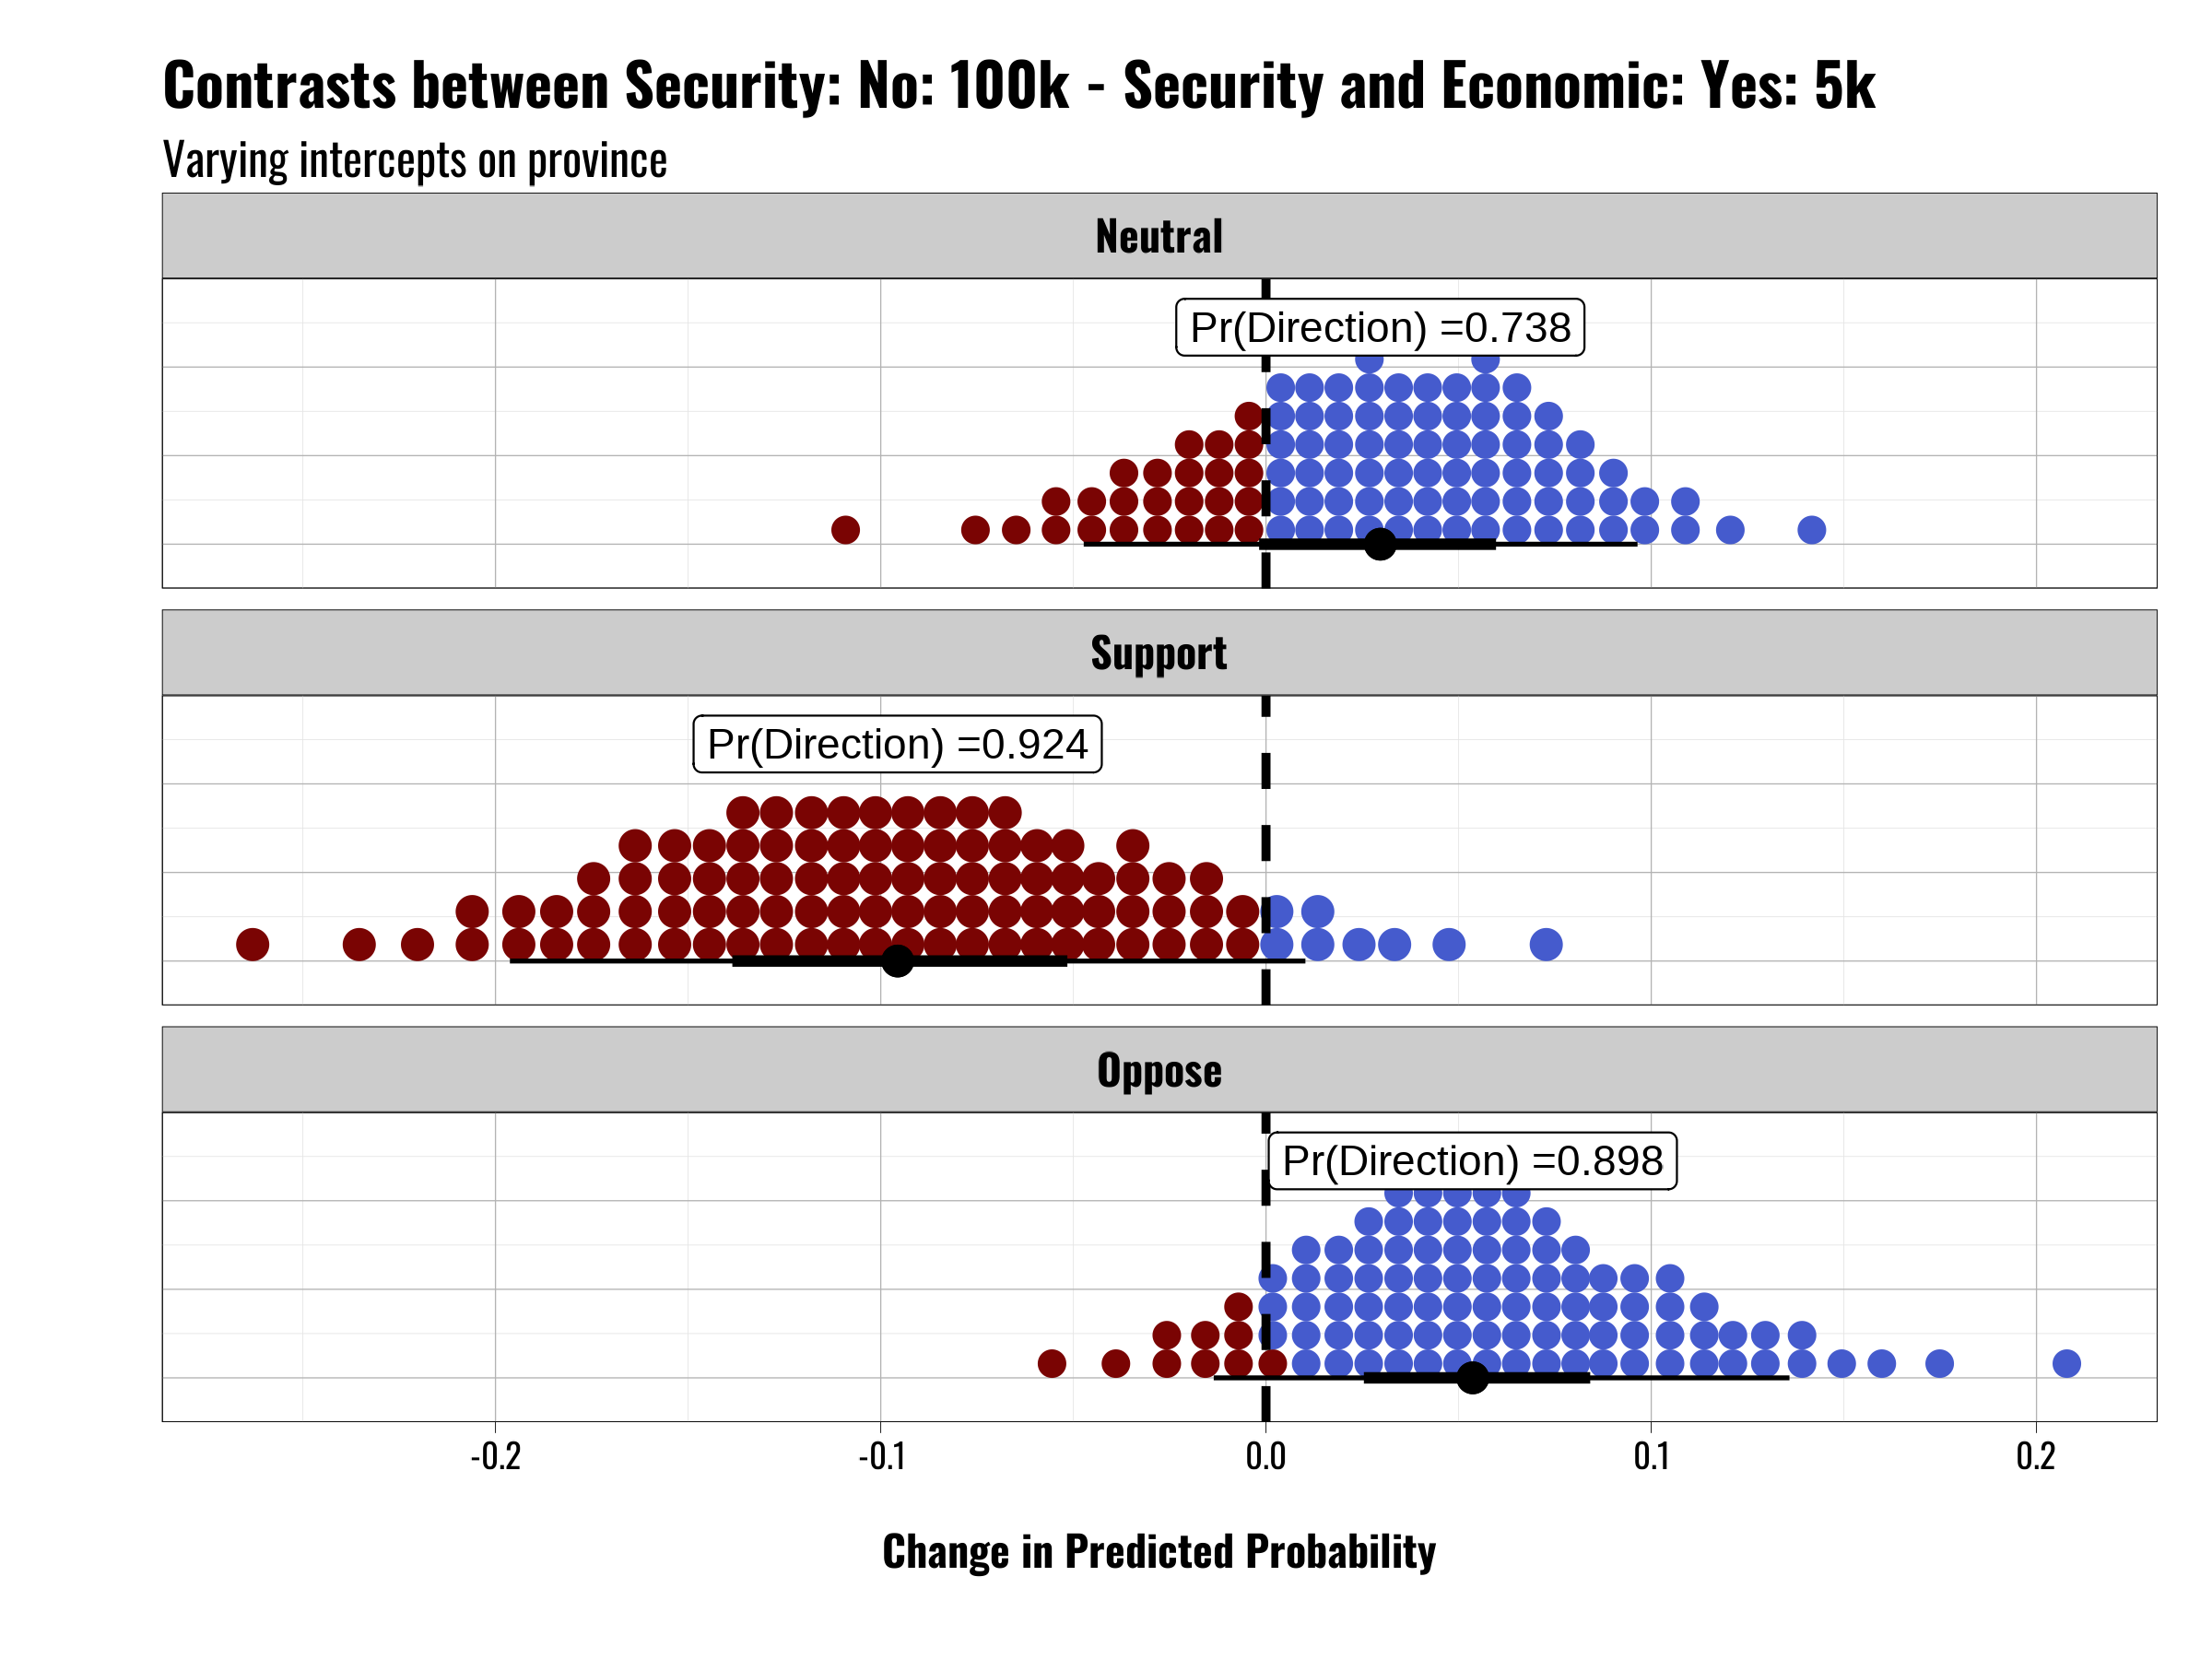 Contrasts between Security: No: 100k - Security and Economic: Yes: 5k
Varying intercepts on province
Neutral
Pr(Direction) =0.738
Support
Pr(Direction) =0.924
Oppose
Pr(Direction) =0.898
-0.2 -0.1 0.0 0.1 0.2
Change in Predicted Probability